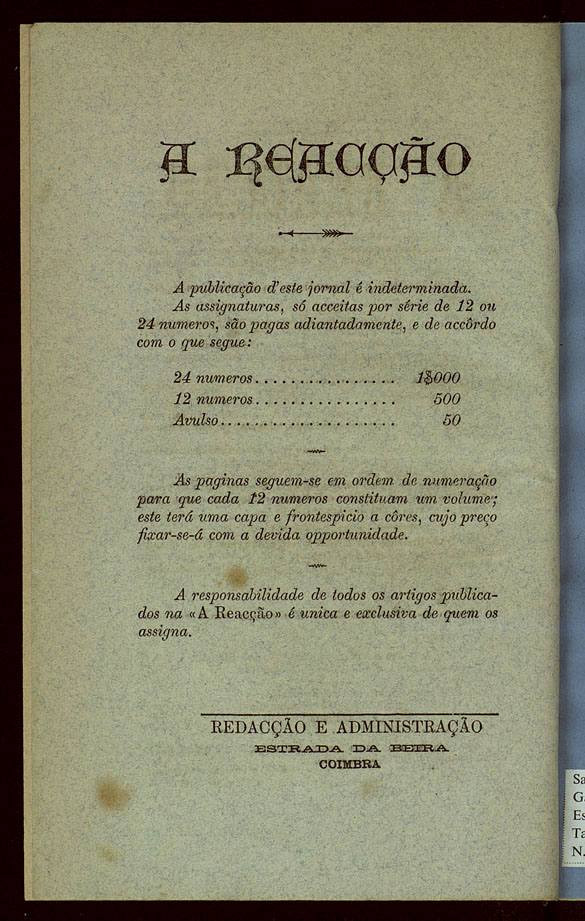 A REACÇÃO
A publicação d'este jornal é indeterminada.
As assignaturas, só acceitas por série de 12 ou
24 numeros, são pagas adiantadamente, e de accôrdo
com o que segue:
24 numeros................ 1$000
12 numeros................ 500
Avulso.................... 50
As paginas seguem-se em ordem de numeração
para que cada 12 numeros constituam um volume;
este terá uma capa e frontespicio a côres, cujo preço
fixar-se-á com a devida opportunidade.
A responsabilidade de todos os artigos publica-
dos na «A Reacção» é unica e exclusiva de quem os
assigna.
REDACÇÃO E ADMINISTRAÇÃO
ESTRADA DA BEIRA
COIMBRA
Sa
G
Es
Ta
N.